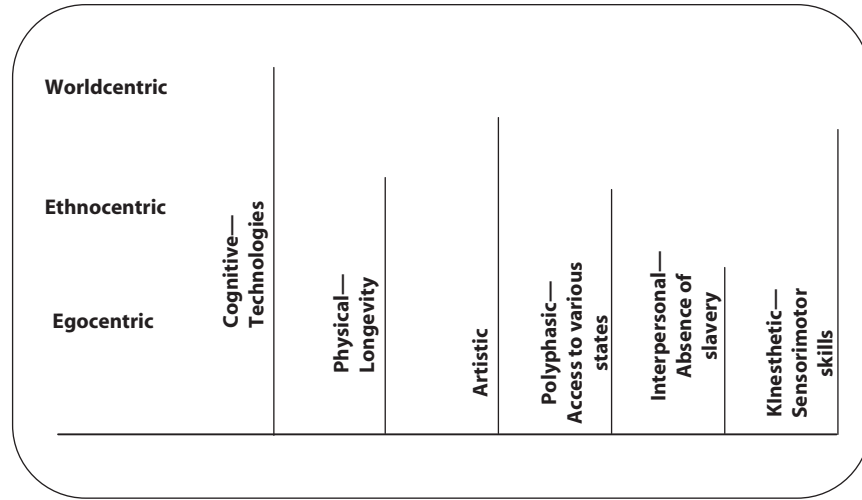 Worldcentric
Ethnocentric
Egocentric
Cognitive—
Technologies
Physical—
Longevity
Artistic
Polyphasic—
Access to various
states
Interpersonal—
Absence of
slavery
KInesthetic—
Sensorimotor
skills